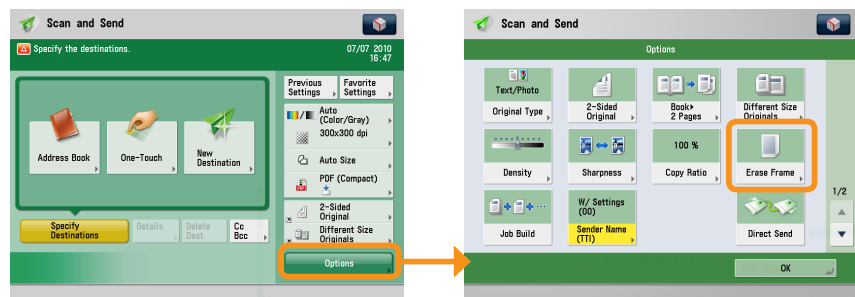 Scan and Send
Specify the destinations.
07/07 2010
16:47
Previous
Settings
Favorite
Settings
Auto
(Color/Gray)
300x300 dpi
Auto Size
PDF (Compact)
2-Sided
Original
Different Size
Originals
Options
Address Book
One-Touch
New
Destination
Specify
Destinations
Details
Delete
Dest.
Cc
Bcc
Scan and Send
Options
Text/Photo
Original Type
2-Sided
Original
Book▸
2 Pages
Different Size
Originals
Density
Sharpness
100 %
Copy Ratio
Erase Frame
Job Build
W/ Settings
(00)
Sender Name
(TTI)
Direct Send
1/2
OK